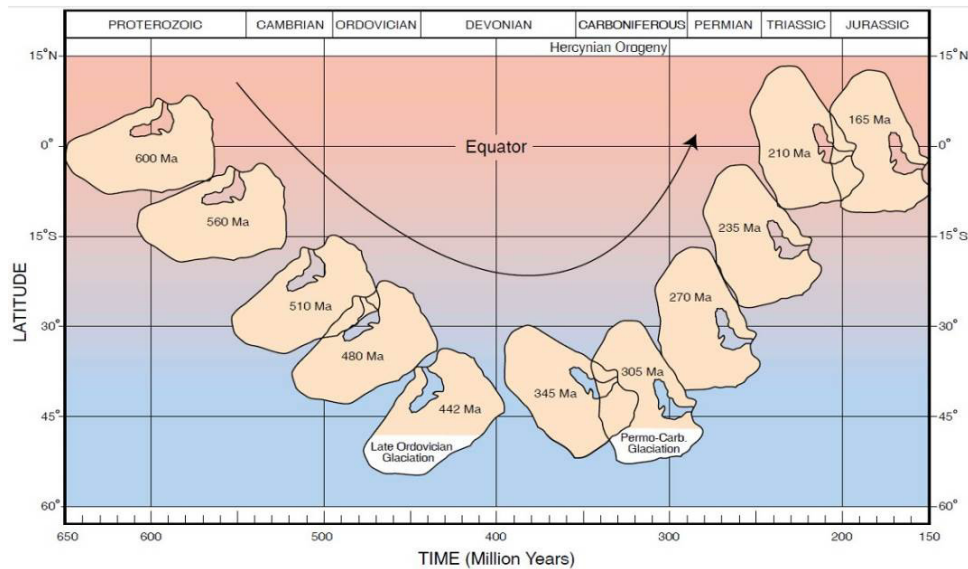 PROTEROZOIC CAMBRIAN ORDOVICIAN DEVONIAN CARBONIFEROUS PERMIAN TRIASSIC JURASSIC
Hercynian Orogeny
15°N 15°N
165 Ma
Equator
0° 0°
600 Ma 210 Ma
560 Ma
235 Ma
15°S 15°S
LATITUDE
510 Ma 270 Ma
30° 30°
480 Ma 305 Ma
345 Ma
442 Ma
45° 45°
Late Ordovician
Glaciation
Permo-Carb.
Glaciation
60° 60°
650 600 500 400 300 200 150
TIME (Million Years)